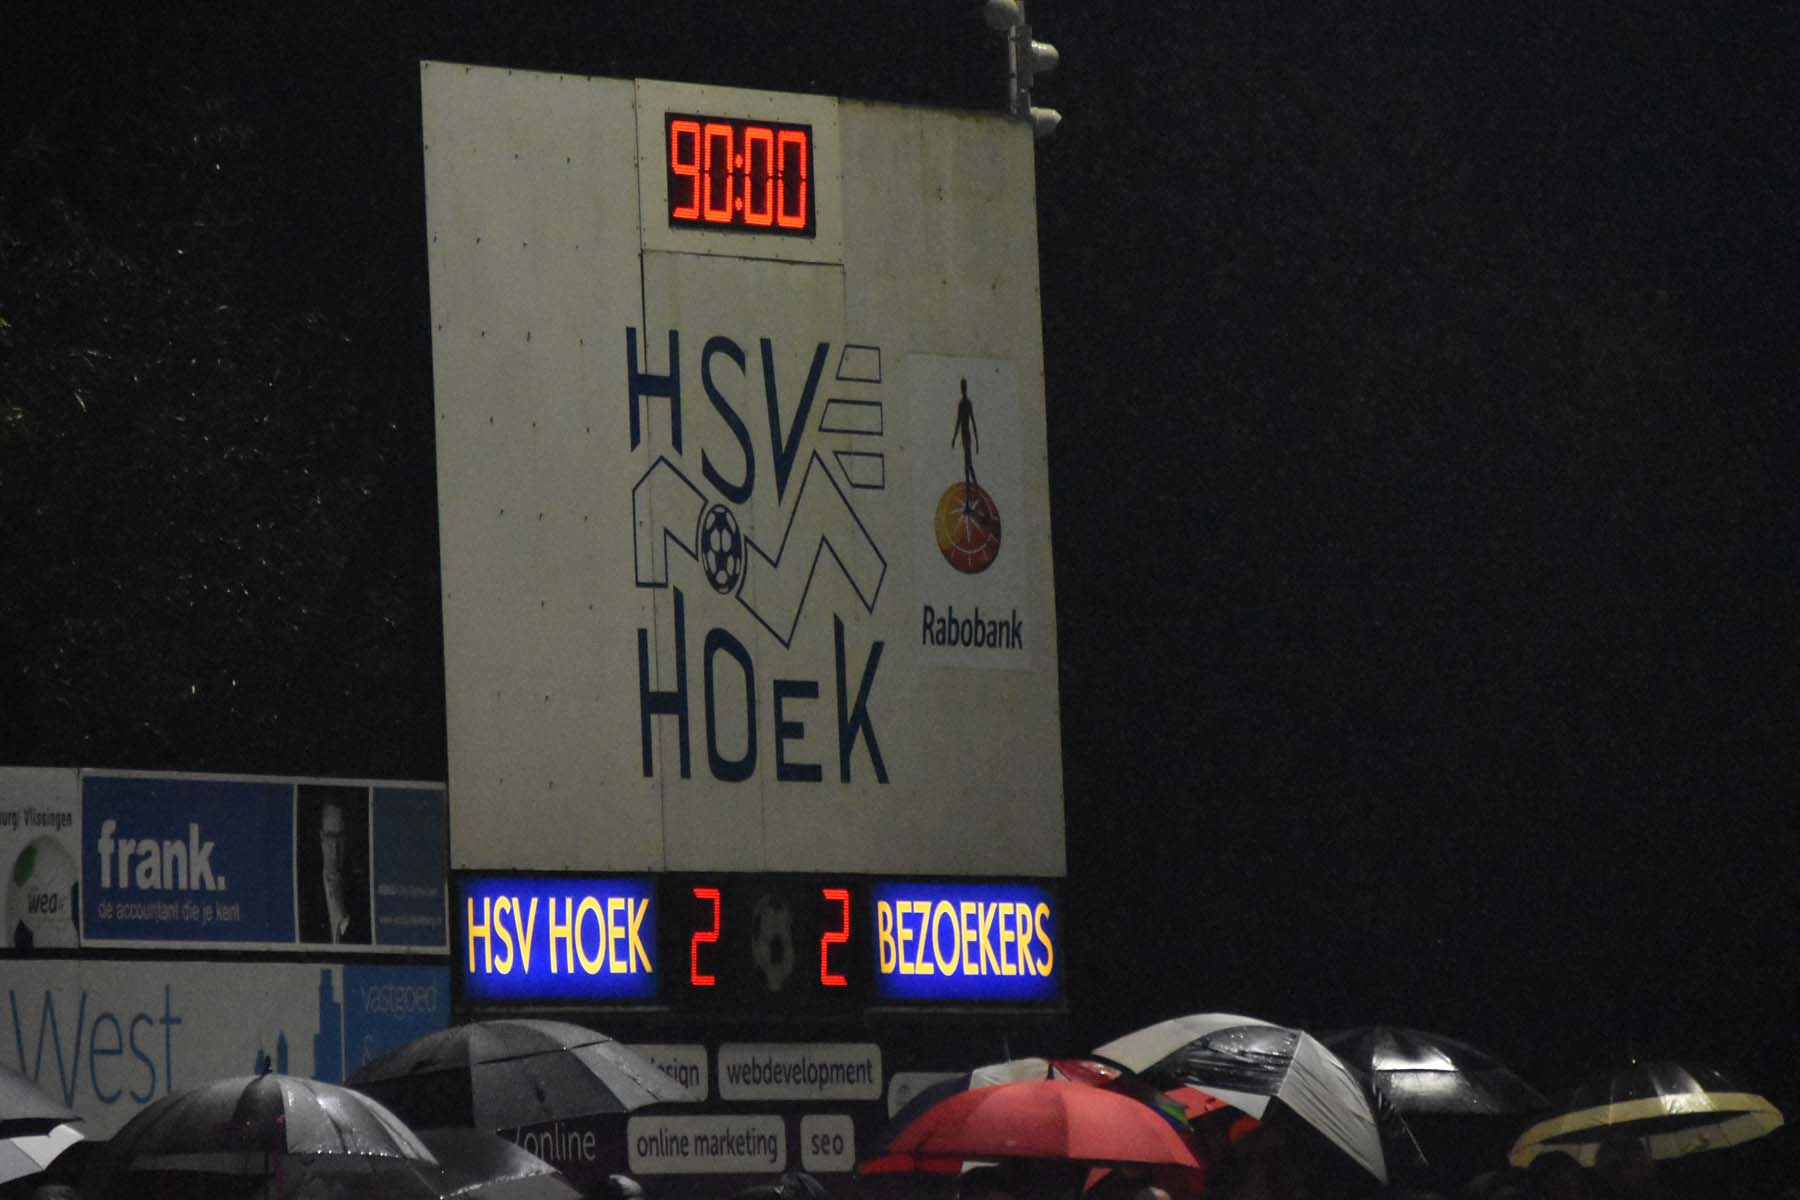 90:00
HSV
HOEK
Rabobank
Vlissingen
wea
frank.
de accountant die je kent
HSV HOEK 2 2 BEZOEKERS
West
vastgoed
&
webdevelopment
/online
online marketing
seo